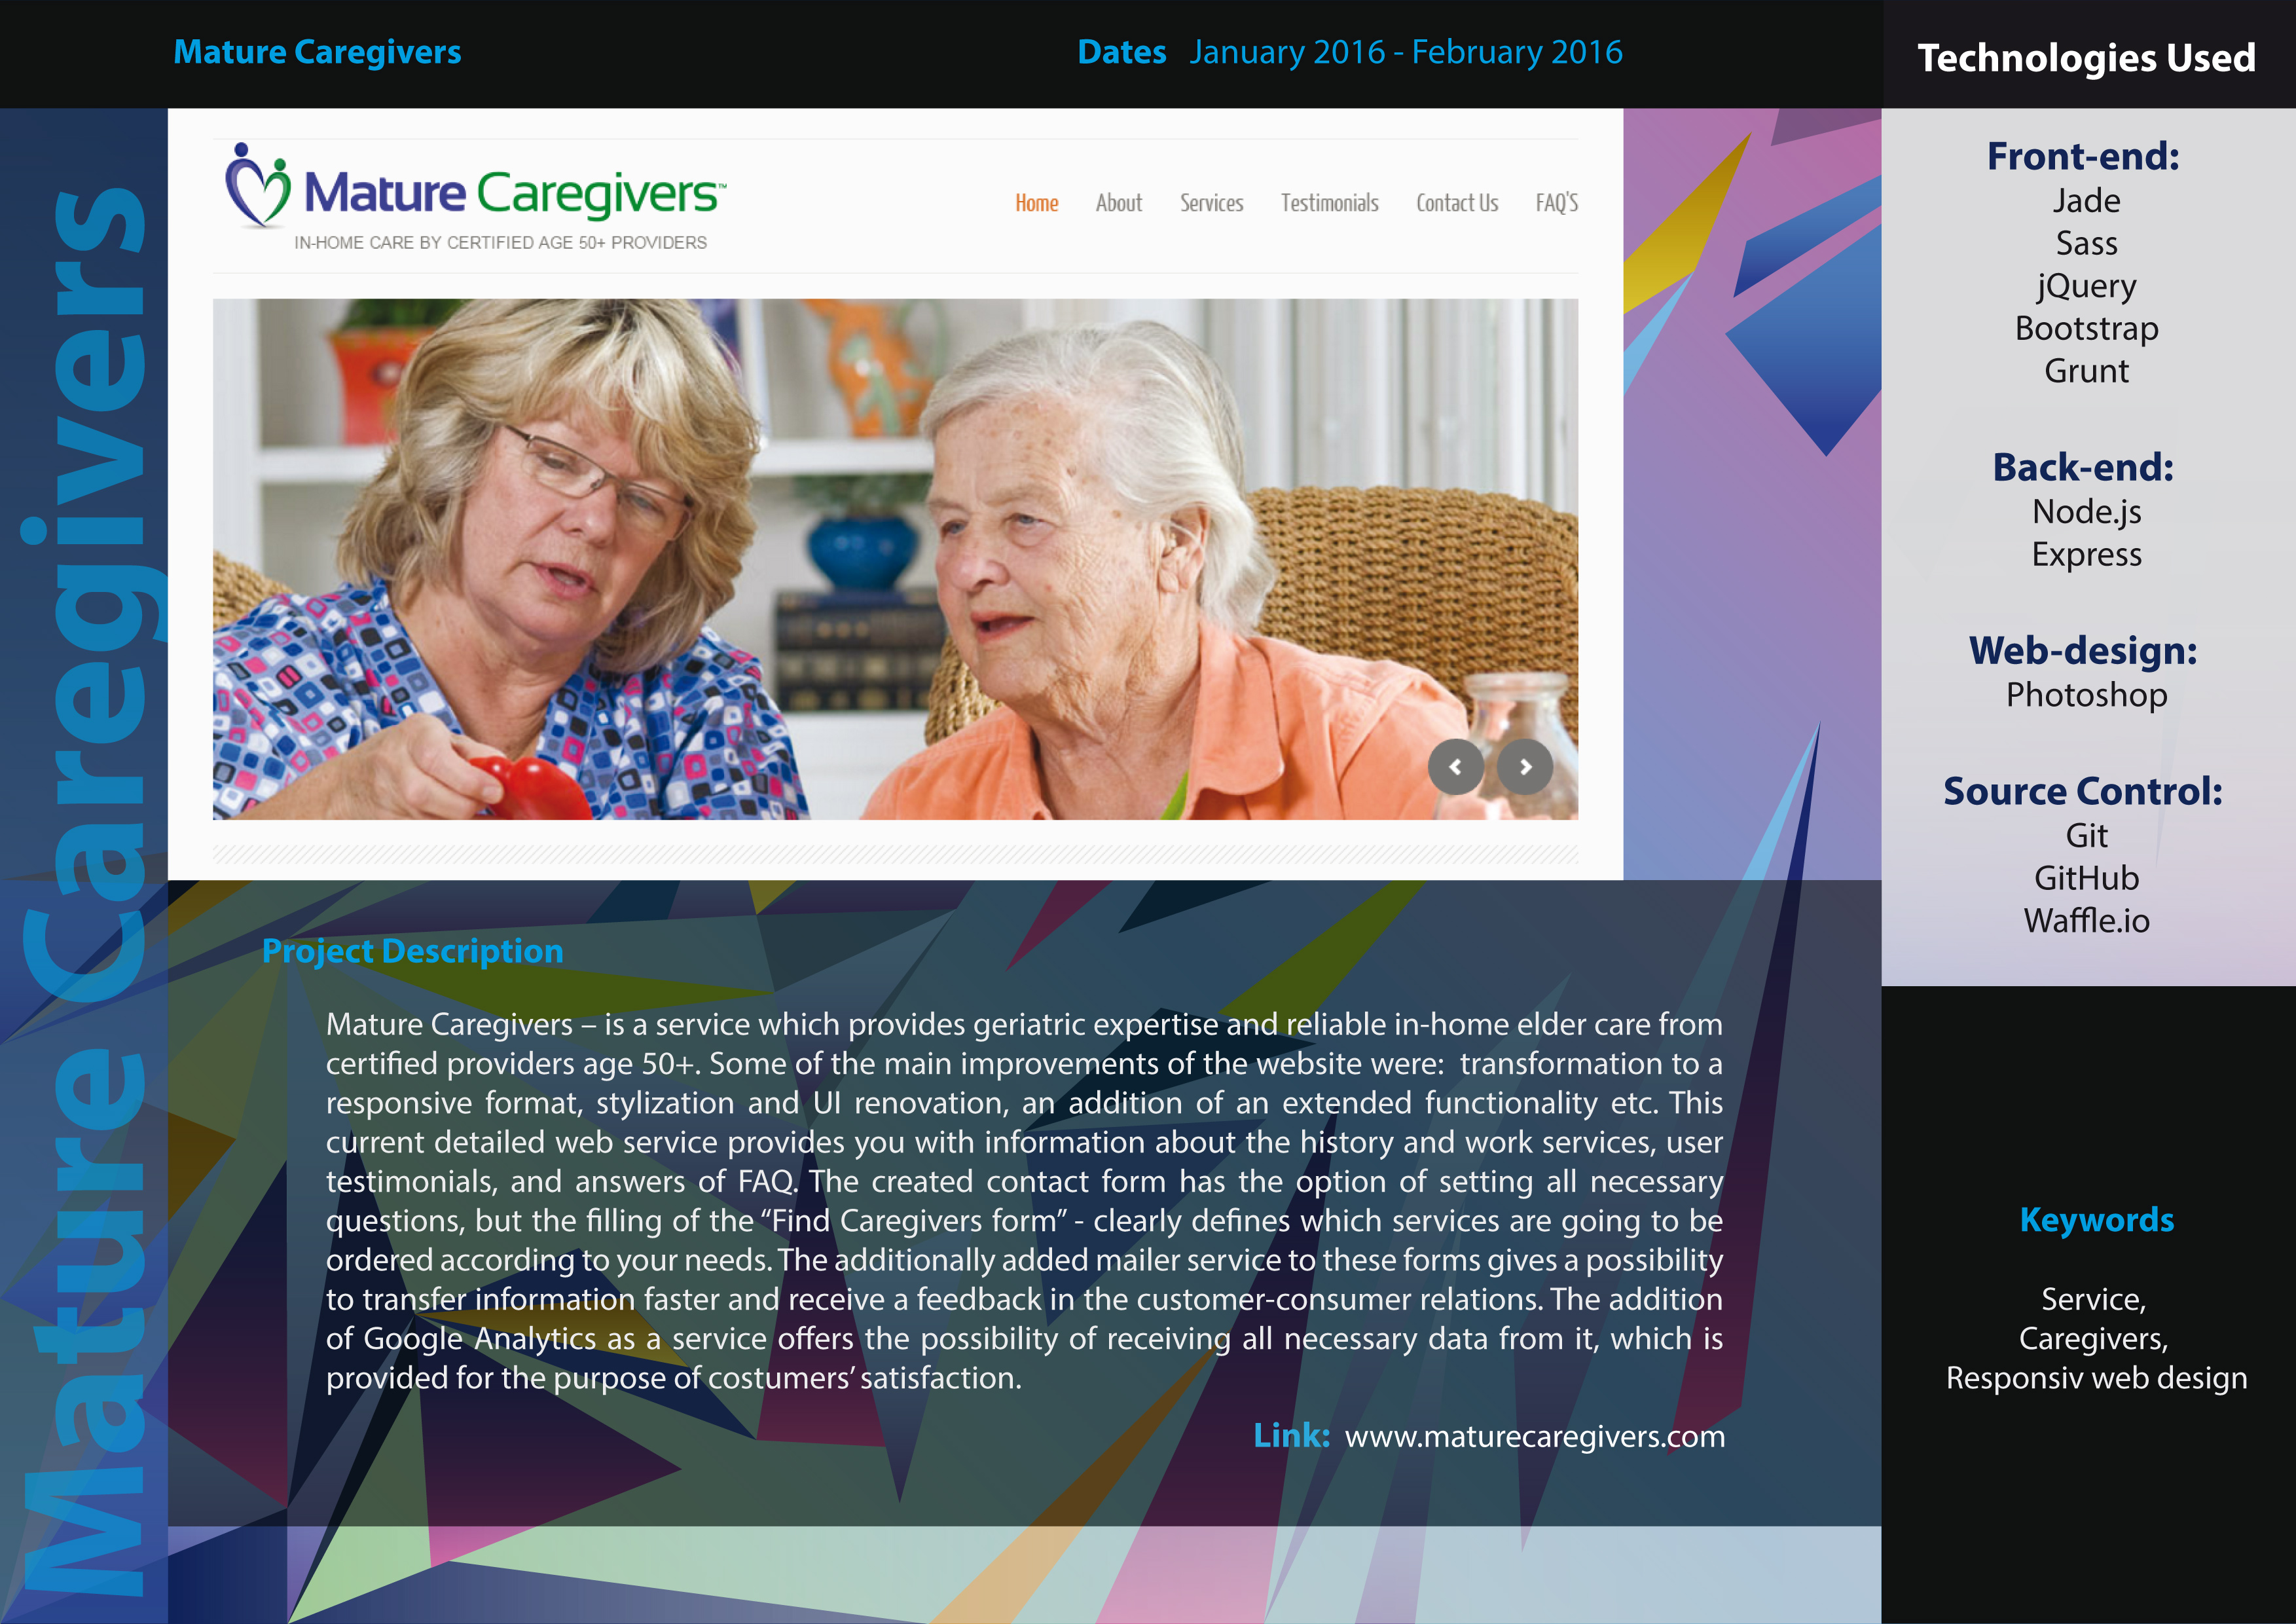 Mature Caregivers
Dates January 2016 - February 2016
Technologies Used
Mature Caregivers
Mature Caregivers™
IN-HOME CARE BY CERTIFIED AGE 50+ PROVIDERS
Home About Services Testimonials Contact Us FAQ'S
Project Description
Mature Caregivers – is a service which provides geriatric expertise and reliable in-home elder care from
certified providers age 50+. Some of the main improvements of the website were: transformation to a
responsive format, stylization and UI renovation, an addition of an extended functionality etc. This
current detailed web service provides you with information about the history and work services, user
testimonials, and answers of FAQ. The created contact form has the option of setting all necessary
questions, but the filling of the “Find Caregivers form” - clearly defines which services are going to be
ordered according to your needs. The additionally added mailer service to these forms gives a possibility
to transfer information faster and receive a feedback in the customer-consumer relations. The addition
of Google Analytics as a service offers the possibility of receiving all necessary data from it, which is
provided for the purpose of costumers’ satisfaction.
Link: www.maturecaregivers.com
Front-end:
Jade
Sass
jQuery
Bootstrap
Grunt
Back-end:
Node.js
Express
Web-design:
Photoshop
Source Control:
Git
GitHub
Waffle.io
Keywords
Service,
Caregivers,
Responsiv web design